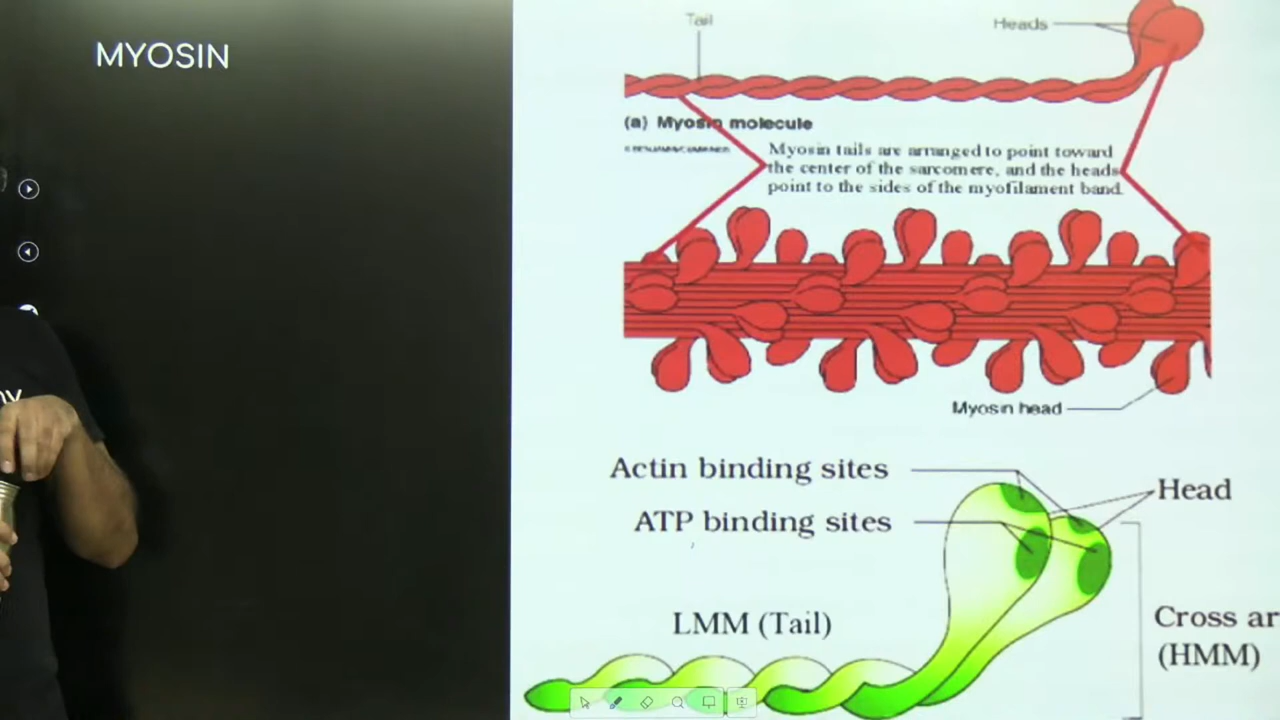 MYOSIN
Tail
Heads
(a) Myosin molecule
Myosin tails are arranged to point toward
the center of the sarcomere, and the heads
point to the sides of the myofilament band.
Myosin head
Actin binding sites
Head
ATP binding sites
LMM (Tail)
Cross ar
(HMM)